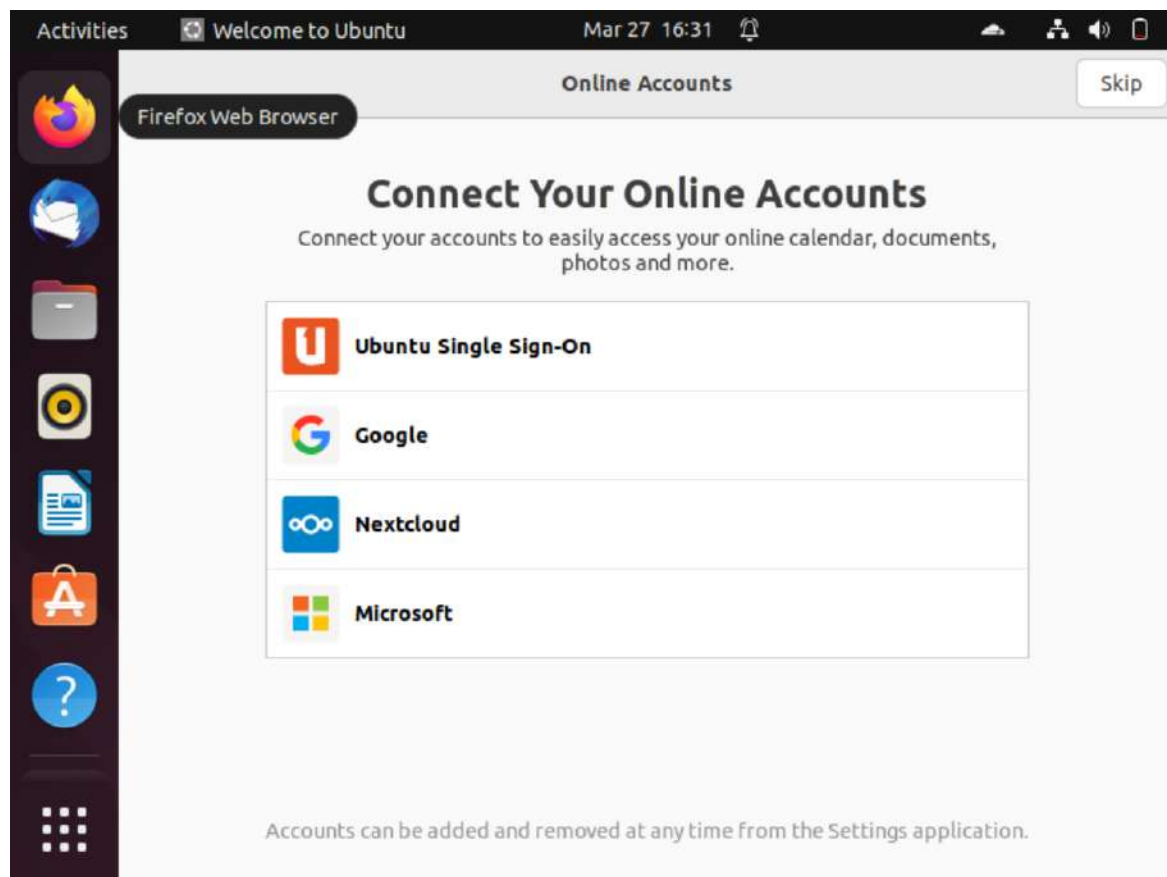 Activities Welcome to Ubuntu Mar 27 16:31
Online Accounts Skip
Firefox Web Browser
Connect Your Online Accounts
Connect your accounts to easily access your online calendar, documents,
photos and more.
Ubuntu Single Sign-On
Google
Nextcloud
Microsoft
Accounts can be added and removed at any time from the Settings application.